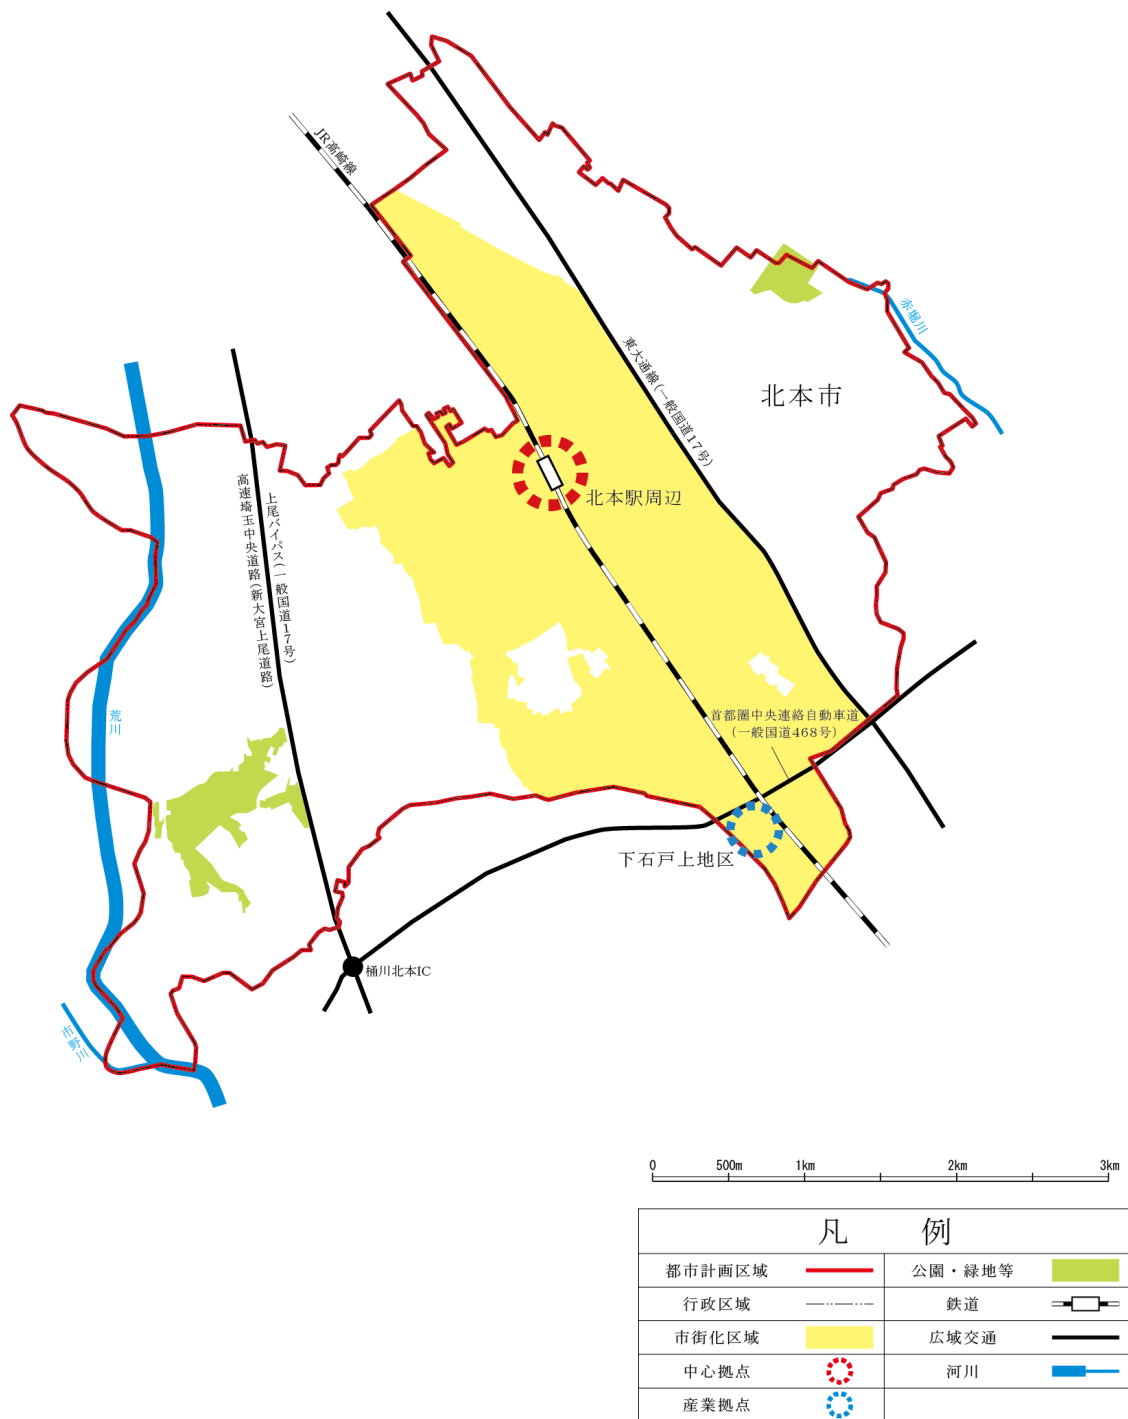 JR高崎線
赤堀川
東大通線(一般国道17号)
北本市
北本駅周辺
上尾バイパス(一般国道17号)
高速埼玉中央道路(新大宮上尾道路)
荒川
首都圏中央連絡自動車道
(一般国道468号)
下石戸上地区
桶川北本IC
市野川
0 500m 1km 2km 3km
凡 例
都市計画区域 公園・緑地等
行政区域 鉄道
市街化区域 広域交通
中心拠点 河川
産業拠点